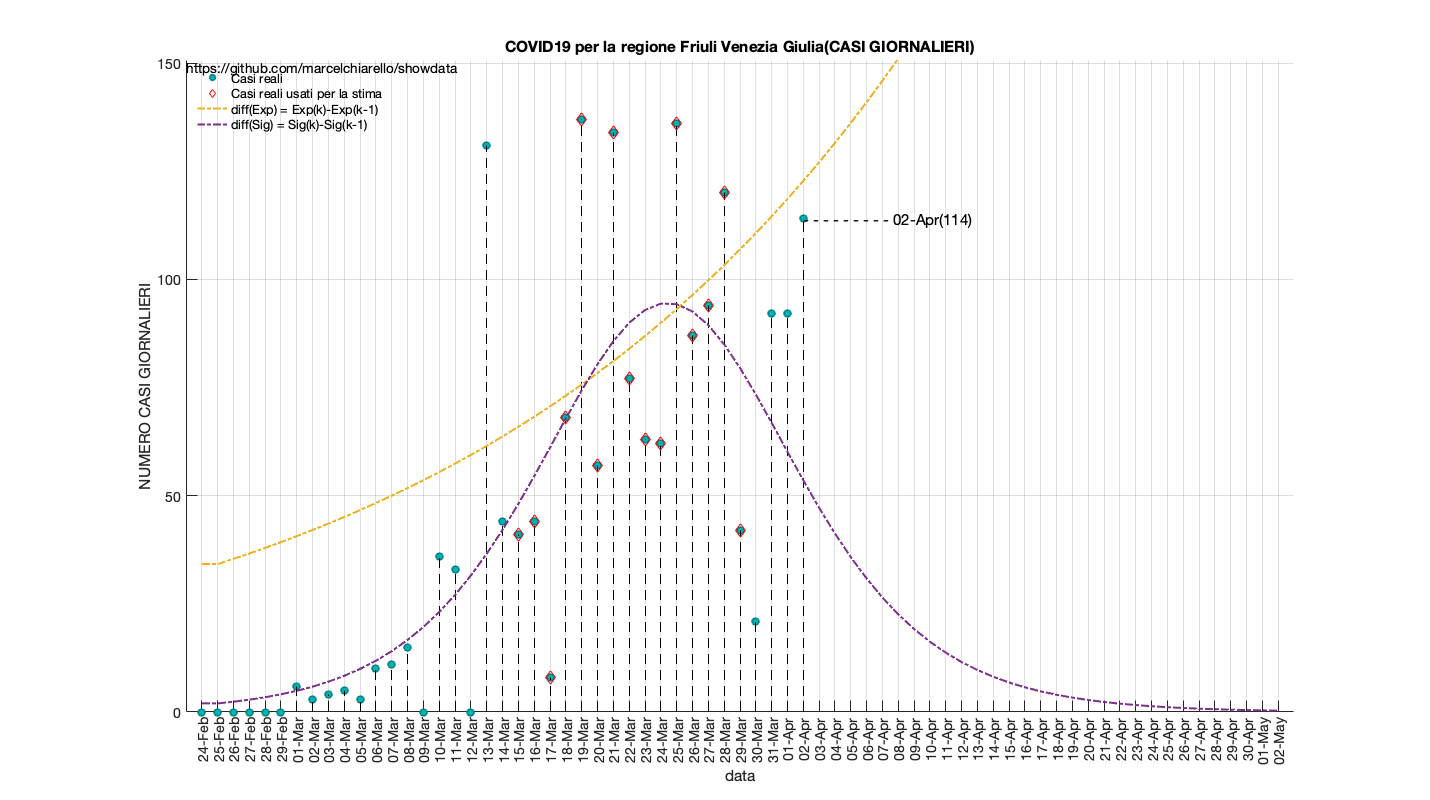 COVID19 per la regione Friuli Venezia Giulia(CASI GIORNALIERI)
https://github.com/marcelchiarello/showdata
Casi reali
Casi reali usati per la stima
diff(Exp) = Exp(k)-Exp(k-1)
diff(Sig) = Sig(k)-Sig(k-1)
150
100
50
0
NUMERO CASI GIORNALIERI
02-Apr(114)
24-Feb
25-Feb
26-Feb
27-Feb
28-Feb
29-Feb
01-Mar
02-Mar
03-Mar
04-Mar
05-Mar
06-Mar
07-Mar
08-Mar
09-Mar
10-Mar
11-Mar
12-Mar
13-Mar
14-Mar
15-Mar
16-Mar
17-Mar
18-Mar
19-Mar
20-Mar
21-Mar
22-Mar
23-Mar
24-Mar
25-Mar
26-Mar
27-Mar
28-Mar
29-Mar
30-Mar
31-Mar
01-Apr
02-Apr
03-Apr
04-Apr
05-Apr
06-Apr
07-Apr
08-Apr
09-Apr
10-Apr
11-Apr
12-Apr
13-Apr
14-Apr
15-Apr
16-Apr
17-Apr
18-Apr
19-Apr
20-Apr
21-Apr
22-Apr
23-Apr
24-Apr
25-Apr
26-Apr
27-Apr
28-Apr
29-Apr
30-Apr
01-May
02-May
data